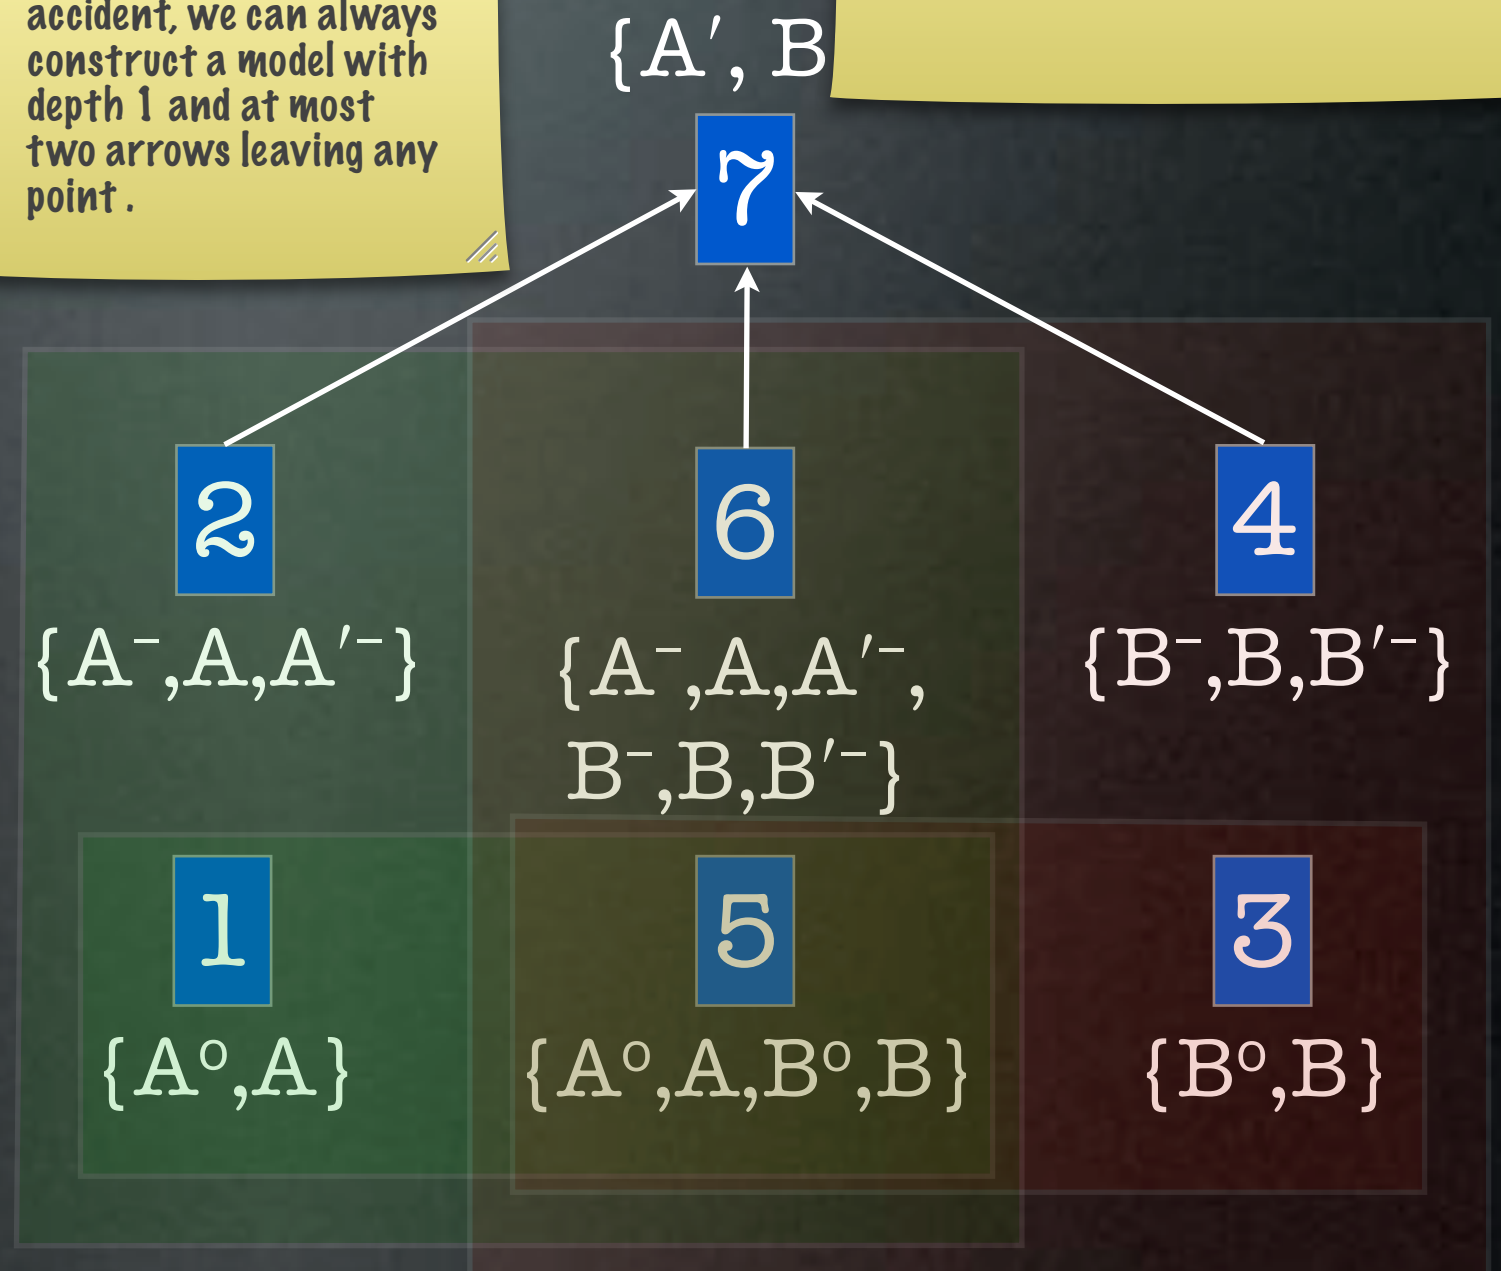 accident, we can always
construct a model with
depth 1 and at most
two arrows leaving any
point .
{A′, B
7
2
6
4
{A⁻,A,A′⁻}
{A⁻,A,A′⁻,
B⁻,B,B′⁻}
{B⁻,B,B′⁻}
1
5
3
{Aᴼ,A}
{Aᴼ,A,Bᴼ,B}
{Bᴼ,B}